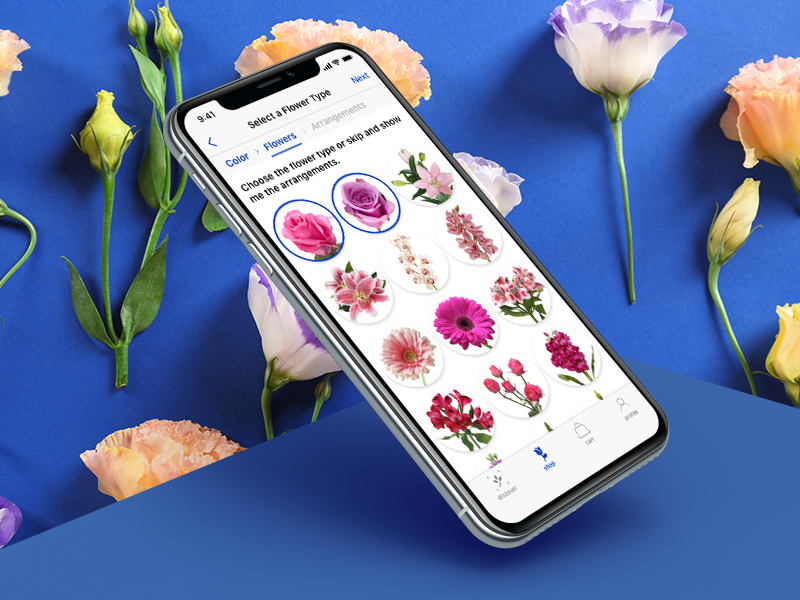 9:41
Select a Flower Type
Next
Color
Flowers
Arrangements
Choose the flower type or skip and show
me the arrangements.
discover
shop
cart
profile